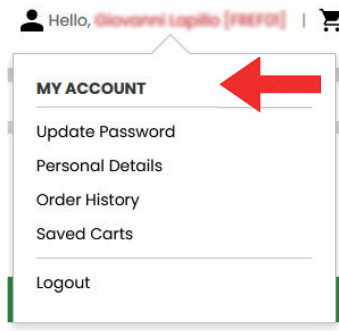 Hello,
MY ACCOUNT
Update Password
Personal Details
Order History
Saved Carts
Logout